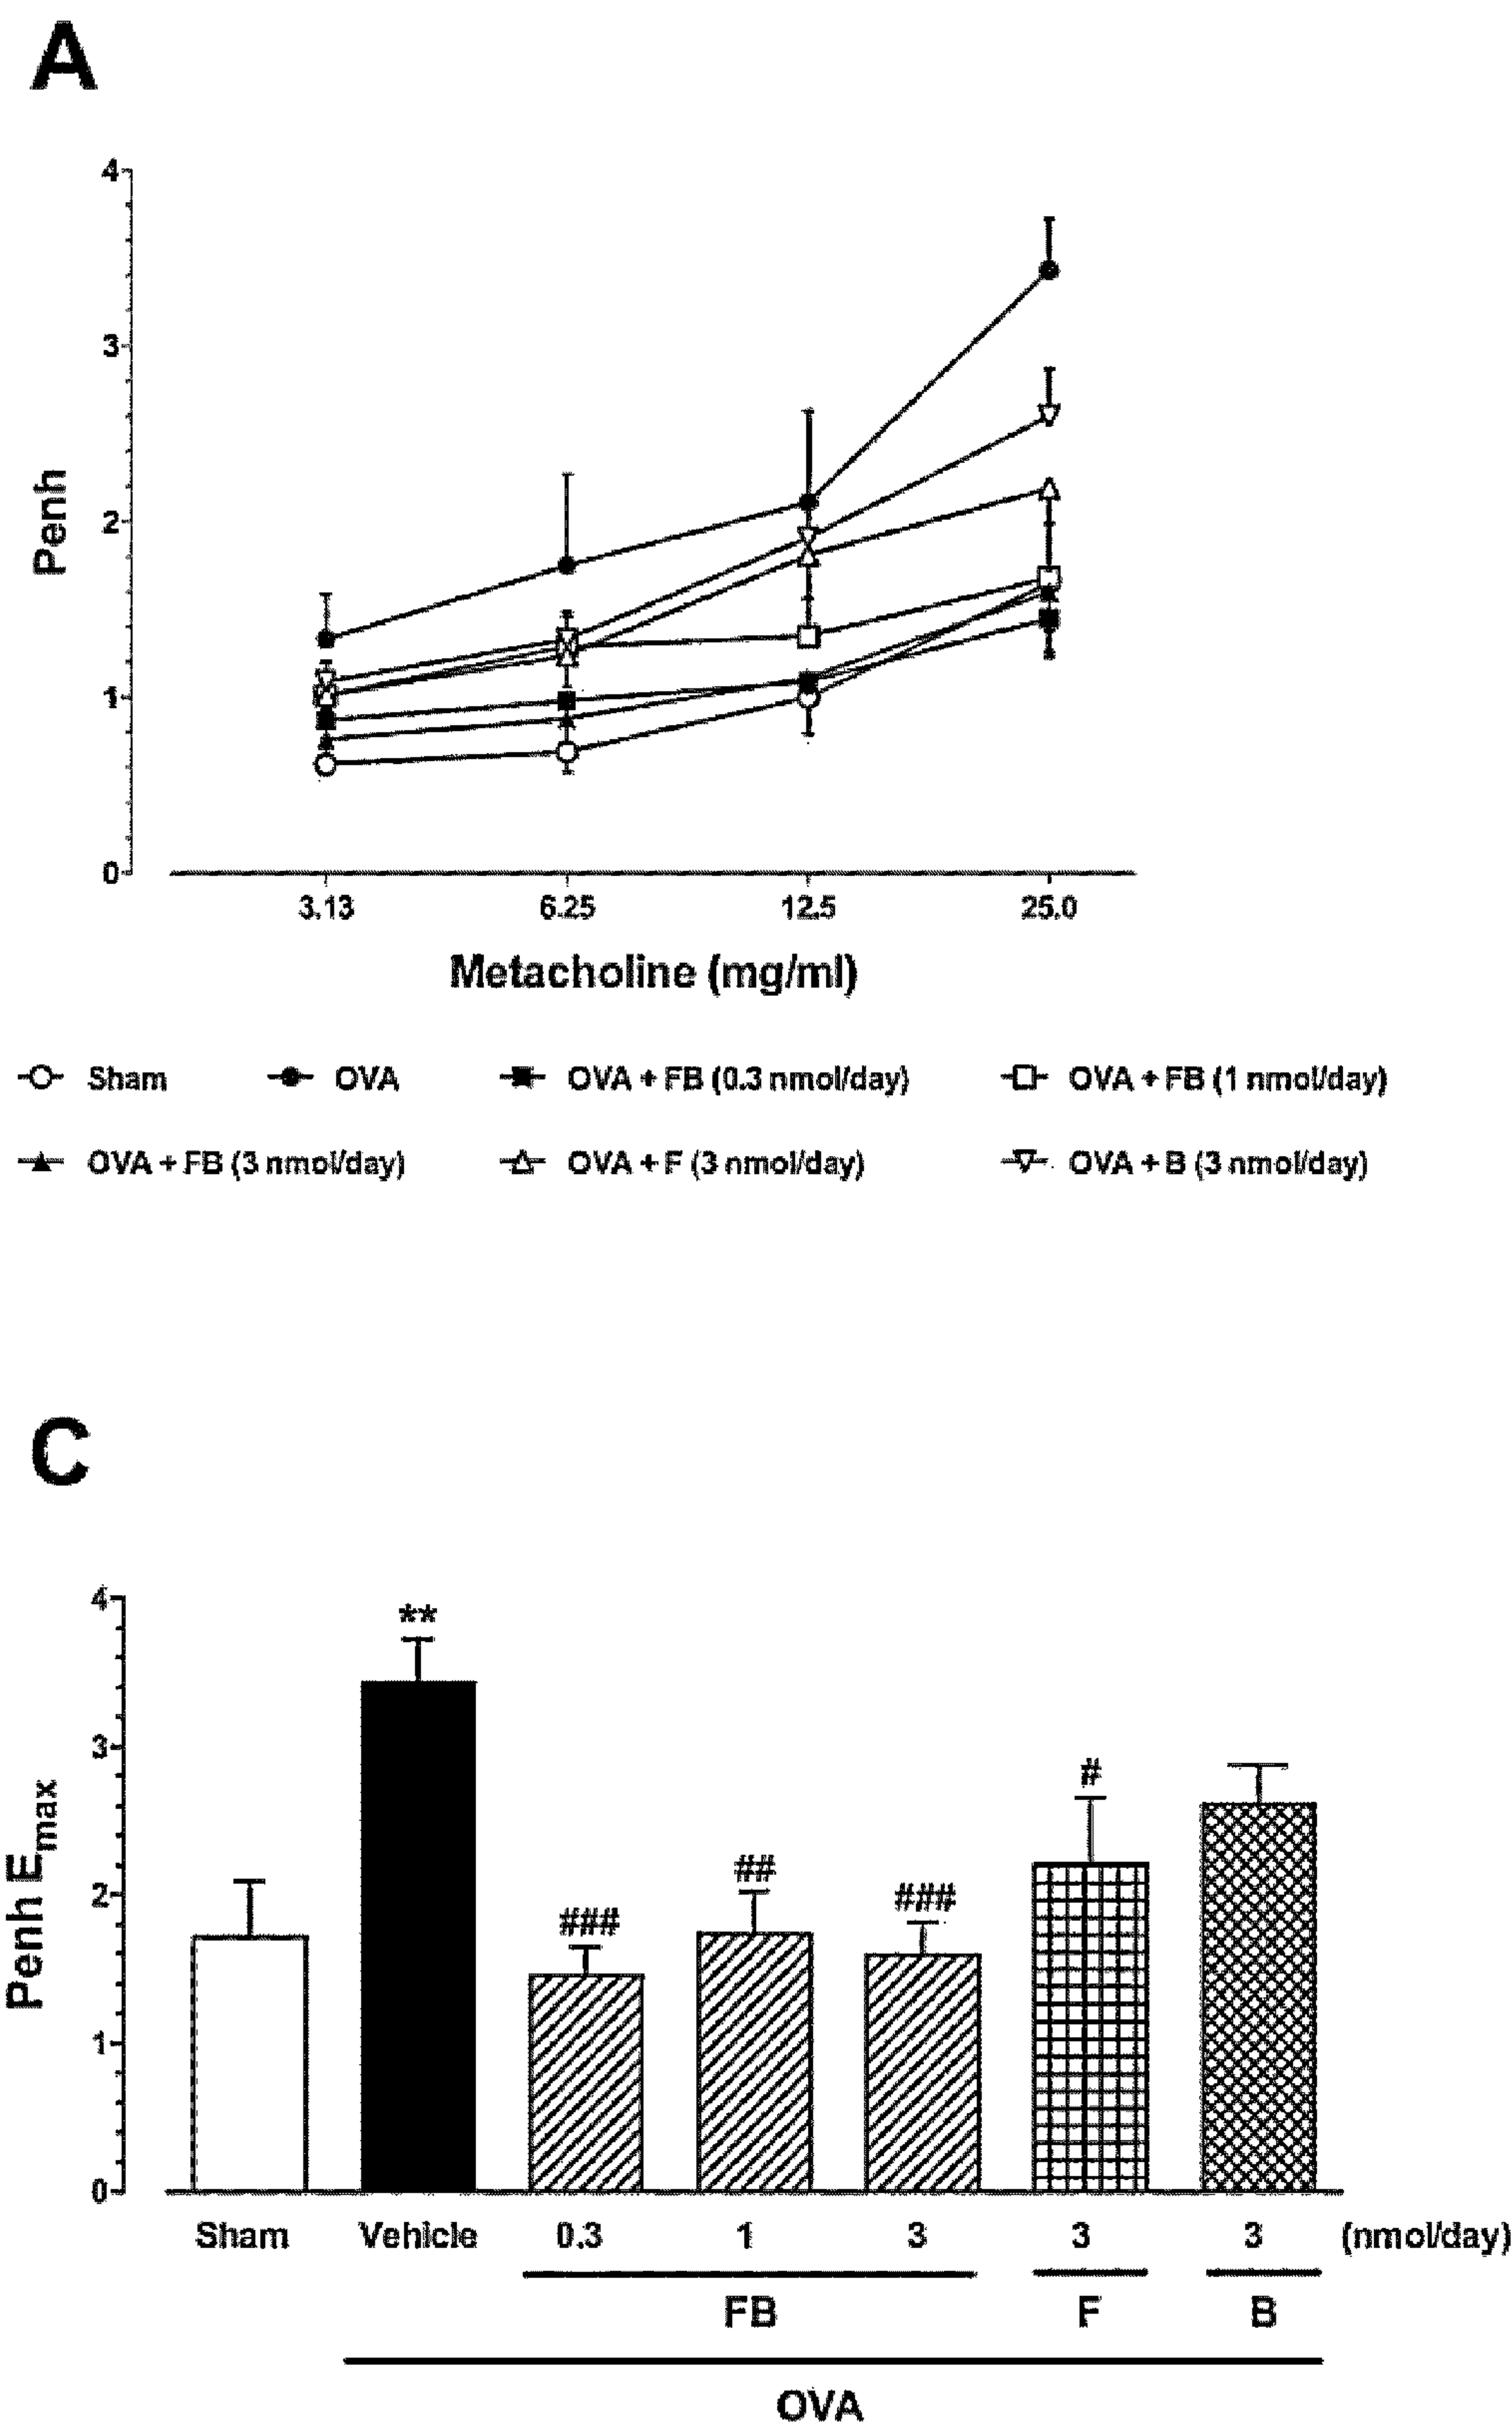 A
4
3
2
1
0
Penh
3.13 6.25 12.5 25.0
Metacholine (mg/ml)
Sham OVA OVA + FB (0.3 nmol/day) OVA + FB (1 nmol/day)
OVA + FB (3 nmol/day) OVA + F (3 nmol/day) OVA + B (3 nmol/day)
C
4
3
2
1
0
Penh Emax
**
###
##
###
#
Sham Vehicle 0.3 1 3 3 3 (nmol/day)
FB F B
OVA